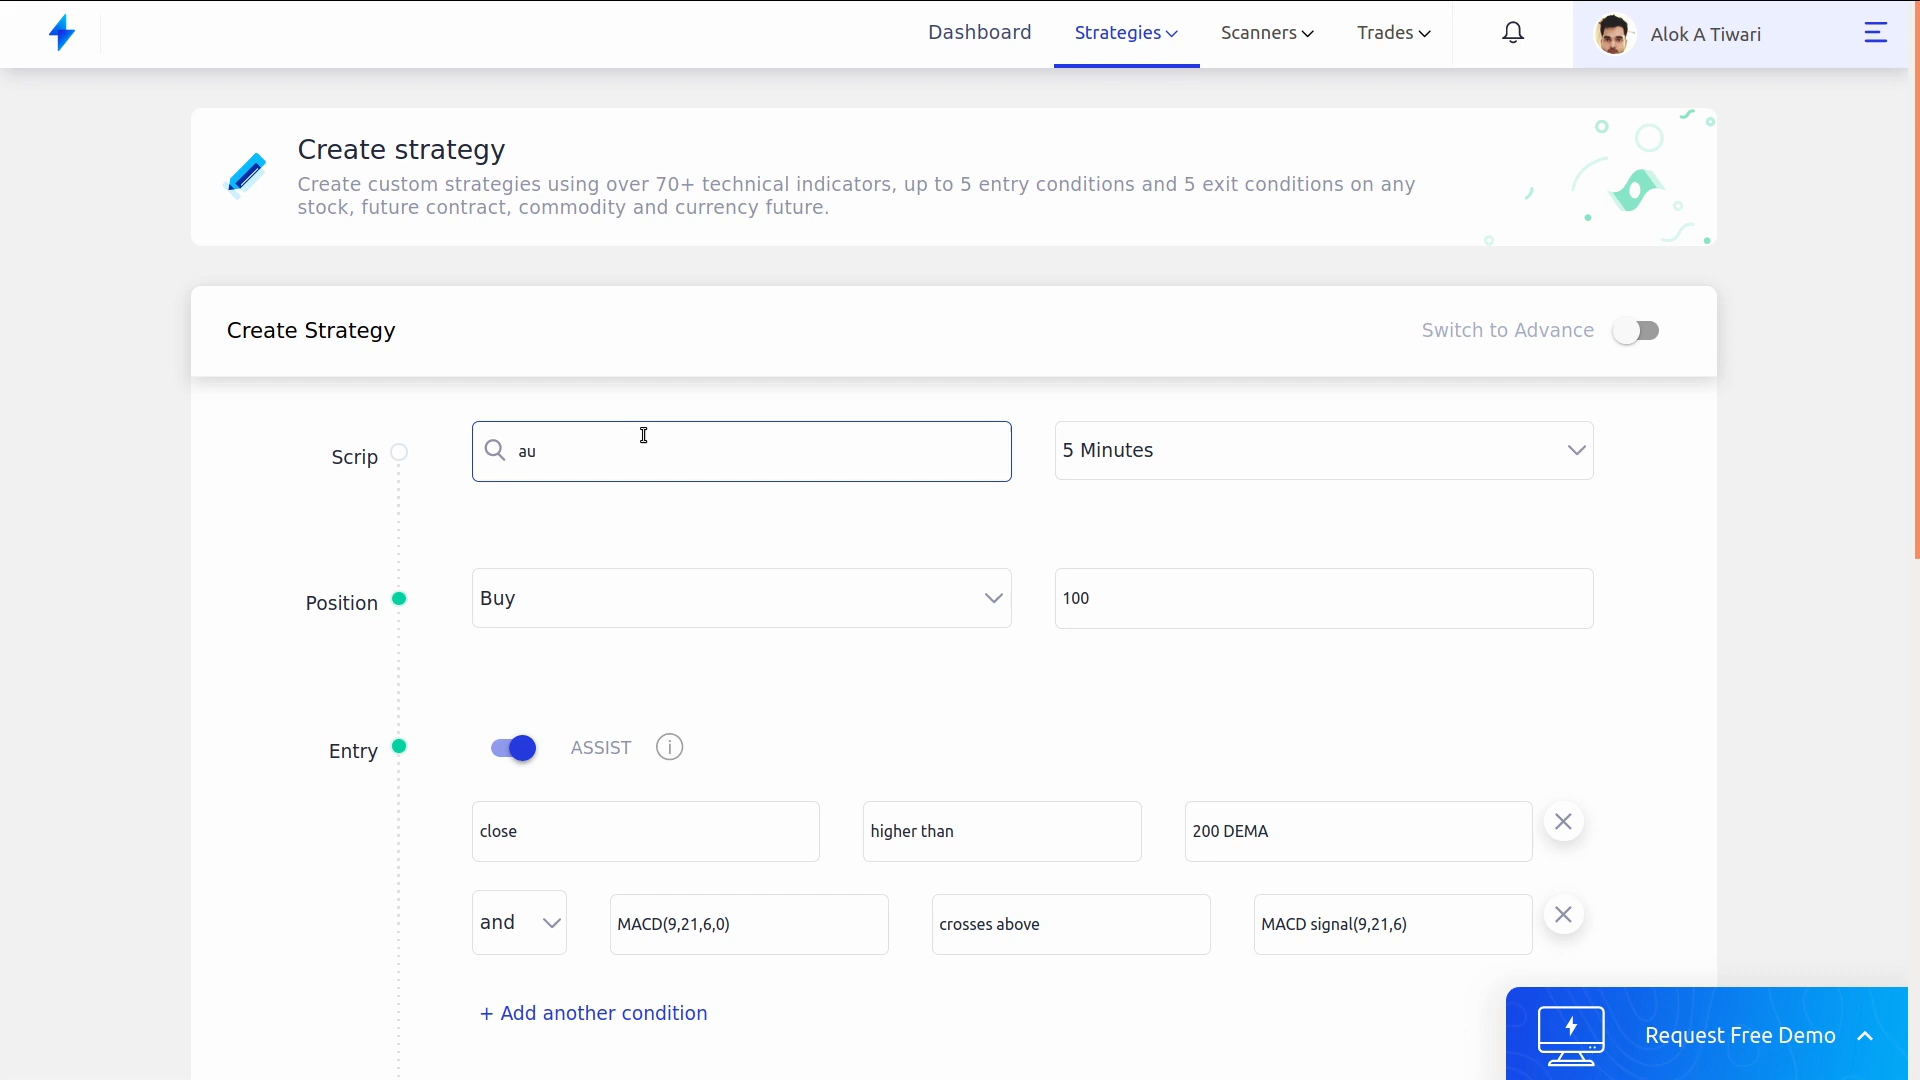 Dashboard Strategies Scanners Trades Alok A Tiwari
Create strategy
Create custom strategies using over 70+ technical indicators, up to 5 entry conditions and 5 exit conditions on any
stock, future contract, commodity and currency future.
Create Strategy Switch to Advance
Scrip au 5 Minutes
Position Buy 100
Entry ASSIST i
close higher than 200 DEMA
and MACD(9,21,6,0) crosses above MACD signal(9,21,6)
+ Add another condition
Request Free Demo